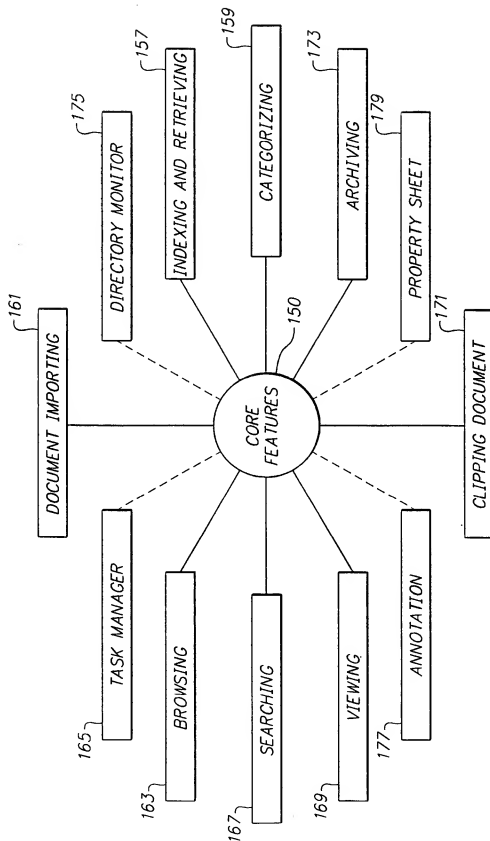 DOCUMENT IMPORTING
161
TASK MANAGER
165
DIRECTORY MONITOR
175
BROWSING
163
INDEXING AND RETRIEVING
157
SEARCHING
167
CORE
FEATURES
150
CATEGORIZING
159
VIEWING
169
ARCHIVING
173
ANNOTATION
177
PROPERTY SHEET
179
CLIPPING DOCUMENT
171